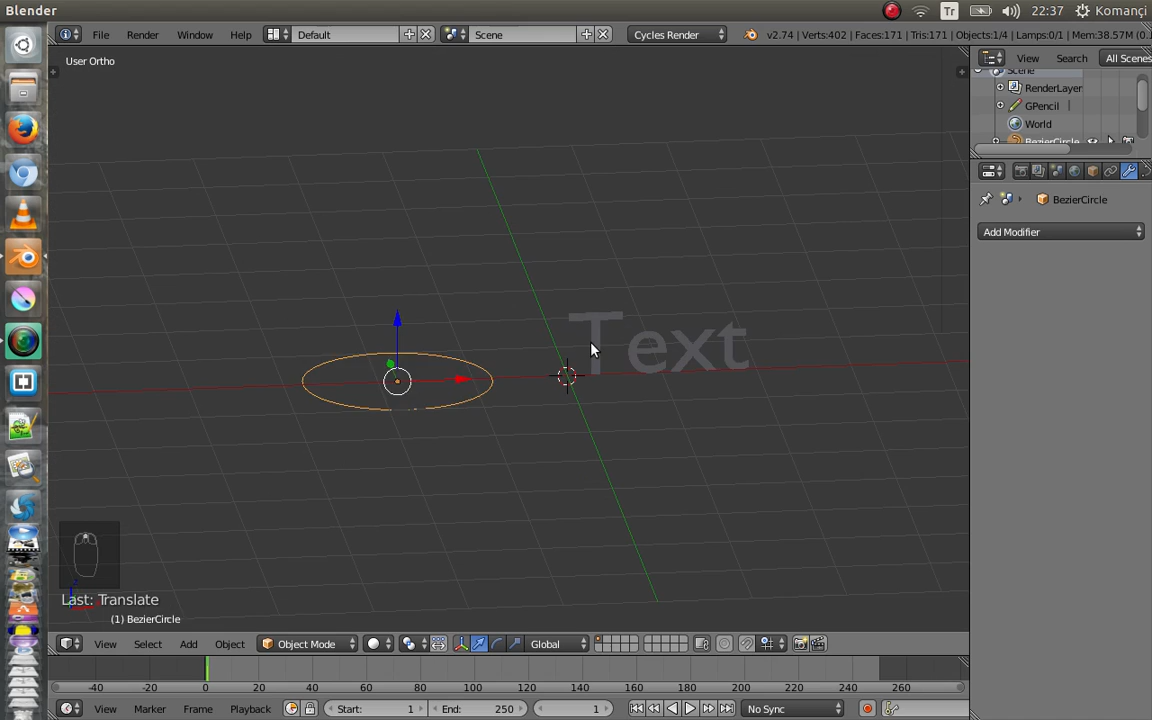 Blender
Tr
22:37
Komançi
File
Render
Window
Help
Default
Scene
Cycles Render
v2.74 | Verts:402 | Faces:171 | Tris:171 | Objects:1/4 | Lamps:0/1 | Mem:38.57M (0.
User Ortho
View
Search
All Scenes
Scene
RenderLayer
GPencil
World
BezierCircle
BezierCircle
Add Modifier
Text
Last: Translate
(1) BezierCircle
View
Select
Add
Object
Object Mode
Global
-40 -20 0 20 40 60 80 100 120 140 160 180 200 220 240 260
View
Marker
Frame
Playback
Start: 1
End: 250
1
No Sync